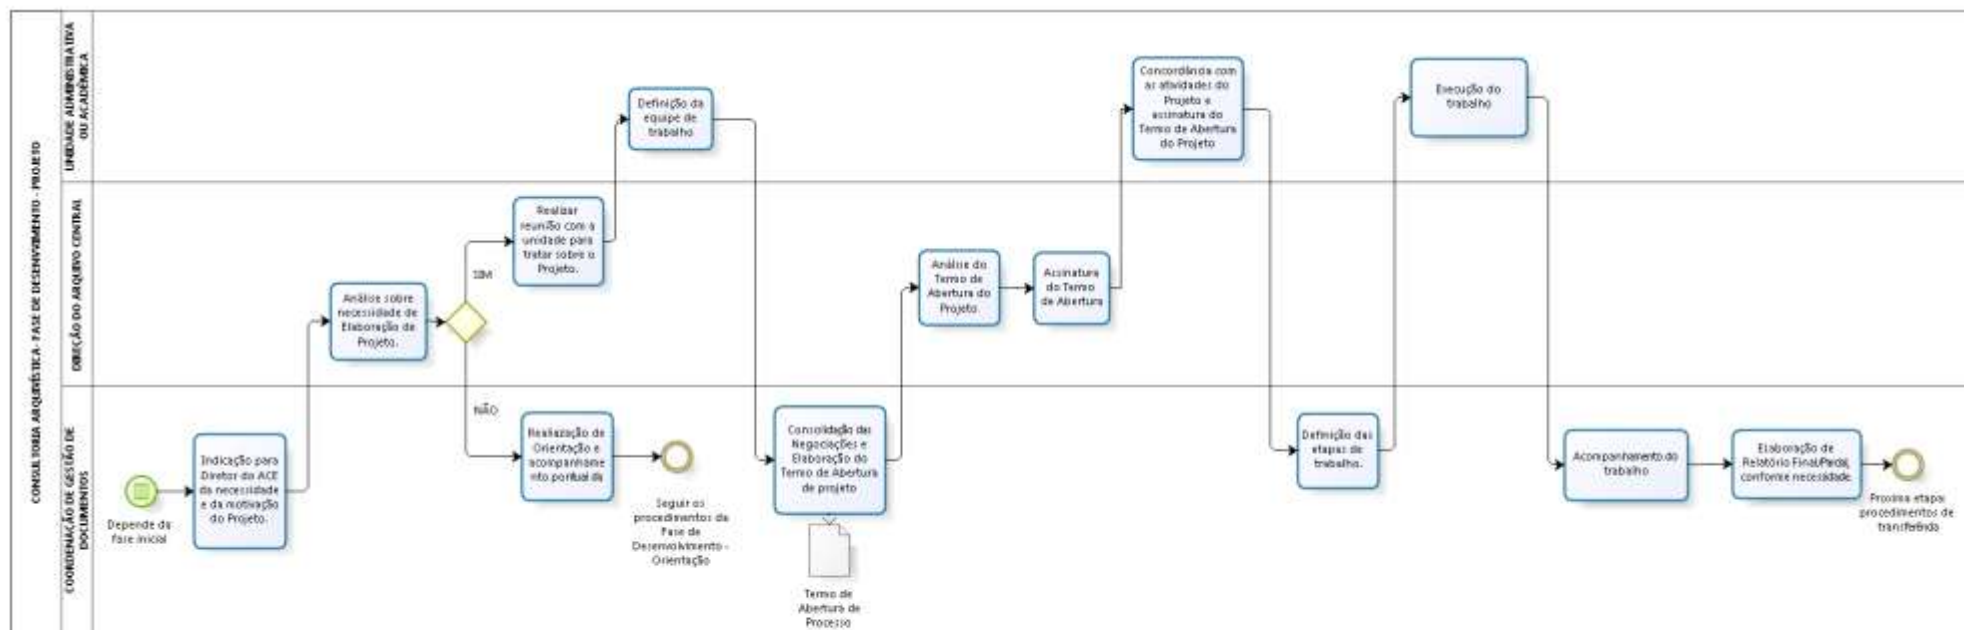 CONSULTORIA ARQUIVÍSTICA - FASE DE DESENVOLVIMENTO - PROJETO
UNIDADE ADMINISTRATIVA
OU ACADÊMICA
Definição da
equipe de
trabalho
Concordância com
as atividades do
Projeto e
assinatura do
Termo de Abertura
do Projeto
Execução do
trabalho
DIREÇÃO DO ARQUIVO CENTRAL
Análise sobre
necessidade de
Elaboração de
Projeto.
SIM
NÃO
Realizar
reunião com a
unidade para
tratar sobre o
Projeto.
Análise do
Termo de
Abertura do
Projeto.
Assinatura
do Termo
de Abertura
COORDENAÇÃO DE GESTÃO DE
DOCUMENTOS
Depende da
fase inicial
Indicação para
Diretor do ACE
da necessidade
e da motivação
do Projeto.
Realização de
Orientação e
acompanhame
nto pontual da
Seguir os
procedimentos da
Fase de
Desenvolvimento -
Orientação
Consolidação das
Negociações e
Elaboração do
Termo de Abertura
de projeto
Termo de
Abertura de
Processo
Definição das
etapas de
trabalho.
Acompanhamento do
trabalho
Elaboração de
Relatório Final/Parcial,
conforme necessidade.
Proxima etapa:
procedimentos de
transferência